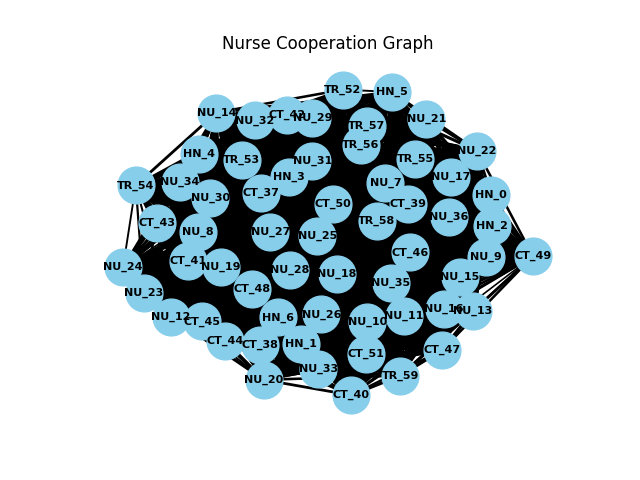 Nurse Cooperation Graph
TR_52
HN_5
NU_14
NU_32
CT_42
NU_29
NU_21
TR_57
TR_56
NU_22
HN_4
TR_53
NU_31
TR_55
HN_3
NU_17
TR_54
NU_34
NU_7
NU_30
CT_37
HN_0
CT_50
CT_39
NU_36
CT_43
TR_58
HN_2
NU_8
NU_27
NU_25
CT_46
NU_9
CT_49
NU_24
CT_41
NU_19
NU_28
NU_18
NU_15
NU_35
NU_23
CT_48
NU_12
CT_45
HN_6
NU_26
NU_10
NU_11
NU_16
NU_13
CT_44
CT_38
HN_1
CT_51
CT_47
NU_20
NU_33
TR_59
CT_40